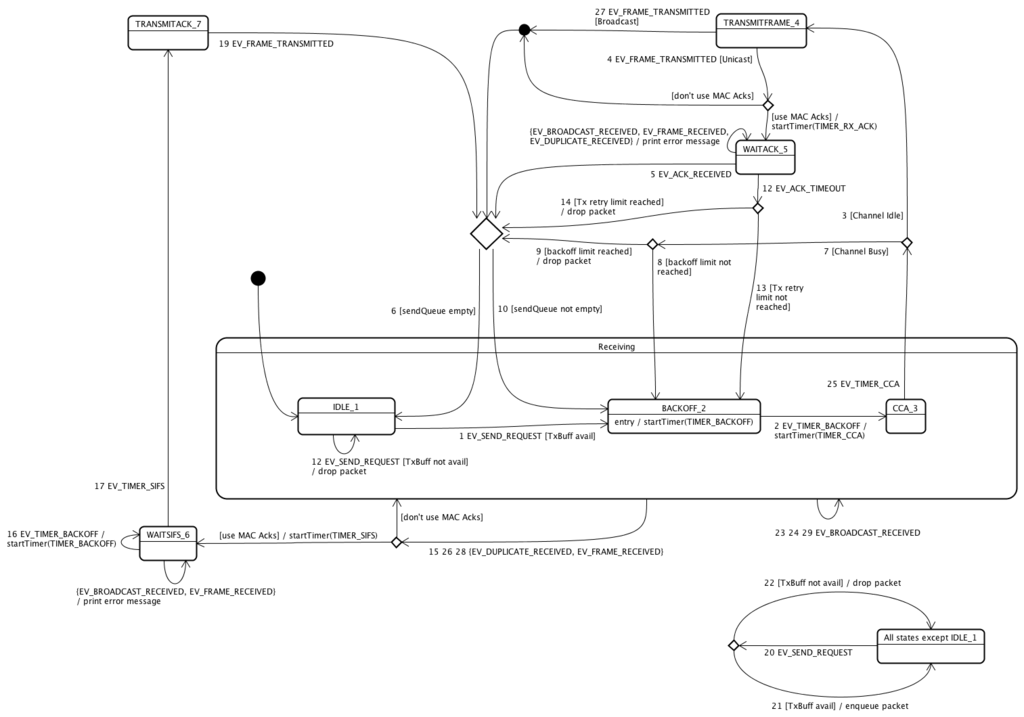 27 EV_FRAME_TRANSMITTED
[Broadcast]
TRANSMITACK_7
TRANSMITFRAME_4
19 EV_FRAME_TRANSMITTED
4 EV_FRAME_TRANSMITTED [Unicast]
[don't use MAC Acks]
[use MAC Acks] /
startTimer(TIMER_RX_ACK)
{EV_BROADCAST_RECEIVED, EV_FRAME_RECEIVED,
EV_DUPLICATE_RECEIVED} / print error message
WAITACK_5
5 EV_ACK_RECEIVED
12 EV_ACK_TIMEOUT
14 [Tx retry limit reached]
/ drop packet
3 [Channel Idle]
9 [backoff limit reached]
/ drop packet
8 [backoff limit not
reached]
7 [Channel Busy]
13 [Tx retry
limit not
reached]
6 [sendQueue empty]
10 [sendQueue not empty]
Receiving
25 EV_TIMER_CCA
IDLE_1
BACKOFF_2
entry / startTimer(TIMER_BACKOFF)
CCA_3
1 EV_SEND_REQUEST [TxBuff avail]
2 EV_TIMER_BACKOFF /
startTimer(TIMER_CCA)
12 EV_SEND_REQUEST [TxBuff not avail]
/ drop packet
17 EV_TIMER_SIFS
[don't use MAC Acks]
16 EV_TIMER_BACKOFF /
startTimer(TIMER_BACKOFF)
WAITSIFS_6
[use MAC Acks] / startTimer(TIMER_SIFS)
23 24 29 EV_BROADCAST_RECEIVED
15 26 28 {EV_DUPLICATE_RECEIVED, EV_FRAME_RECEIVED}
{EV_BROADCAST_RECEIVED, EV_FRAME_RECEIVED}
/ print error message
22 [TxBuff not avail] / drop packet
All states except IDLE_1
20 EV_SEND_REQUEST
21 [TxBuff avail] / enqueue packet